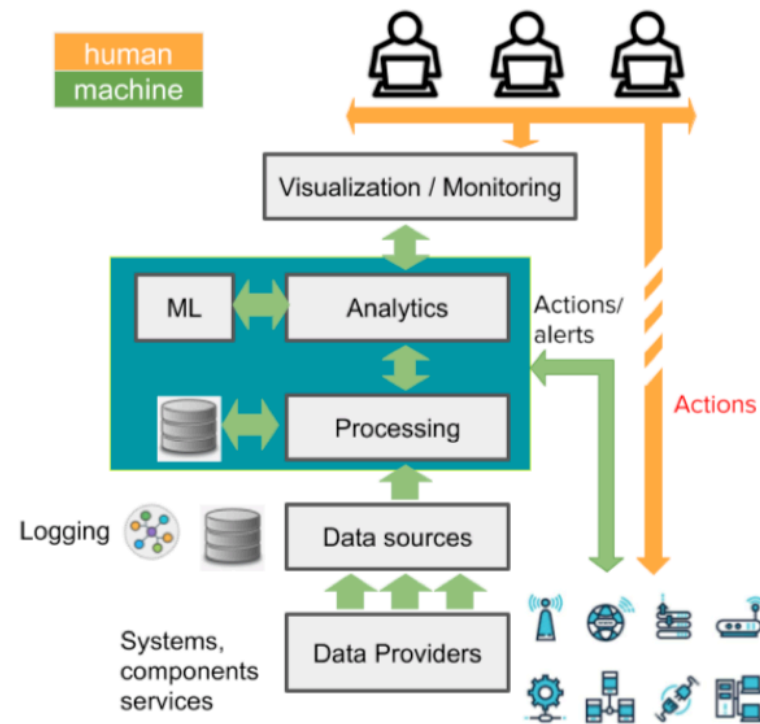 human
machine
Visualization / Monitoring
ML
Analytics
Actions/
alerts
Processing
Actions
Logging
Data sources
Systems,
components
services
Data Providers